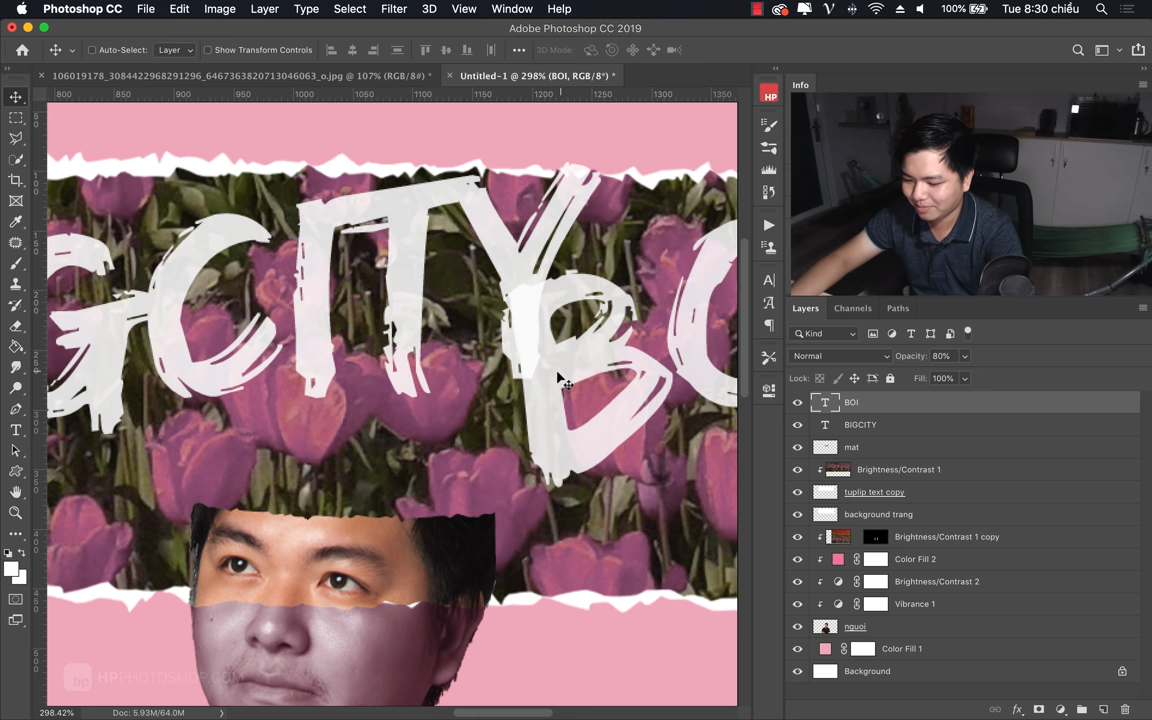 Photoshop CC File Edit Image Layer Type Select Filter 3D View Window Help 100% Tue 8:30 chiều
Adobe Photoshop CC 2019
Auto-Select: Layer Show Transform Controls 3D Mode:
106019178_3084422968291296_6467363820713046063_o.jpg @ 107% (RGB/8#) * Untitled-1 @ 298% (BOI, RGB/8*) *
800 850 900 950 1000 1050 1100 1150 1200 1250 1300 1350
GCITY
BO
HPPHOTOSHOP.COM
298.42% Doc: 5.93M/64.0M
HP
Info
Layers Channels Paths
Kind
Normal Opacity: 80%
Lock: Fill: 100%
BOI
BIGCITY
mat
Brightness/Contrast 1
tuplip text copy
background trang
Brightness/Contrast 1 copy
Color Fill 2
Brightness/Contrast 2
Vibrance 1
nguoi
Color Fill 1
Background